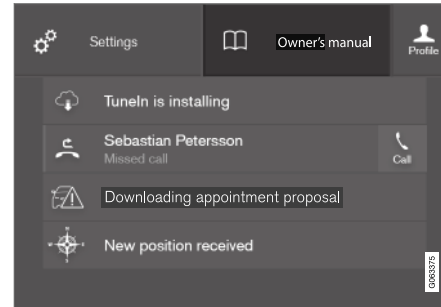 Settings
Owner's manual
Profile
TuneIn is installing
Sebastian Petersson
Missed call
Call
Downloading appointment proposal
New position received
G063375